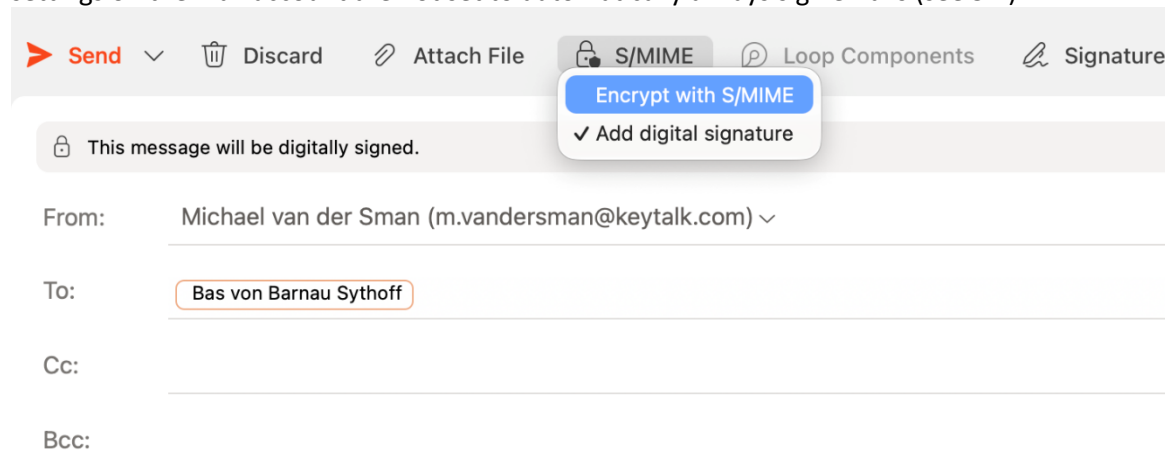 Send Discard Attach File S/MIME Loop Components Signature
Encrypt with S/MIME
✓ Add digital signature
This message will be digitally signed.
From: Michael van der Sman (m.vandersman@keytalk.com)
To: Bas von Barnau Sythoff
Cc:
Bcc: